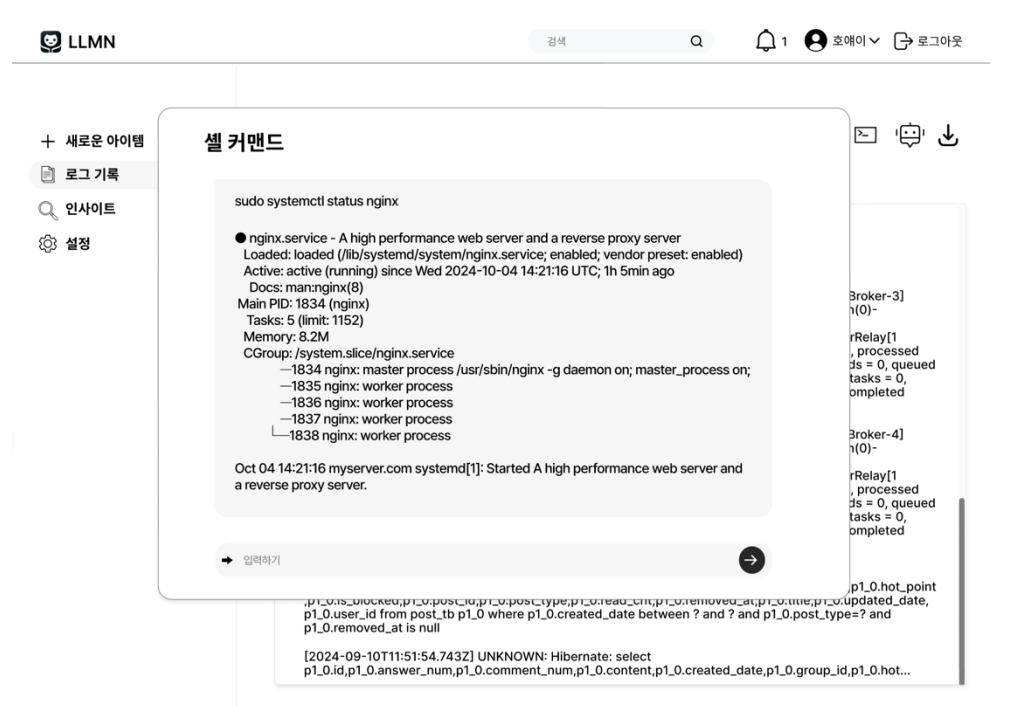 LLMN
검색
1
호얘이
로그아웃
새로운 아이템
로그 기록
인사이트
설정
셸 커맨드
sudo systemctl status nginx
● nginx.service - A high performance web server and a reverse proxy server
Loaded: loaded (/lib/systemd/system/nginx.service; enabled; vendor preset: enabled)
Active: active (running) since Wed 2024-10-04 14:21:16 UTC; 1h 5min ago
Docs: man:nginx(8)
Main PID: 1834 (nginx)
Tasks: 5 (limit: 1152)
Memory: 8.2M
CGroup: /system.slice/nginx.service
—1834 nginx: master process /usr/sbin/nginx -g daemon on; master_process on;
—1835 nginx: worker process
—1836 nginx: worker process
—1837 nginx: worker process
└—1838 nginx: worker process
Oct 04 14:21:16 myserver.com systemd[1]: Started A high performance web server and
a reverse proxy server.
입력하기
Broker-3]
n(0)-
rRelay[1
, processed
ds = 0, queued
tasks = 0,
ompleted
Broker-4]
n(0)-
rRelay[1
, processed
ds = 0, queued
tasks = 0,
ompleted
,p1_0.hot_point
,p1_0.is_blocked,p1_0.post_id,p1_0.post_type,p1_0.read_cnt,p1_0.removed_at,p1_0.title,p1_0.updated_date,
p1_0.user_id from post_tb p1_0 where p1_0.created_date between ? and ? and p1_0.post_type=? and
p1_0.removed_at is null
[2024-09-10T11:51:54.743Z] UNKNOWN: Hibernate: select
p1_0.id,p1_0.answer_num,p1_0.comment_num,p1_0.content,p1_0.created_date,p1_0.group_id,p1_0.hot...